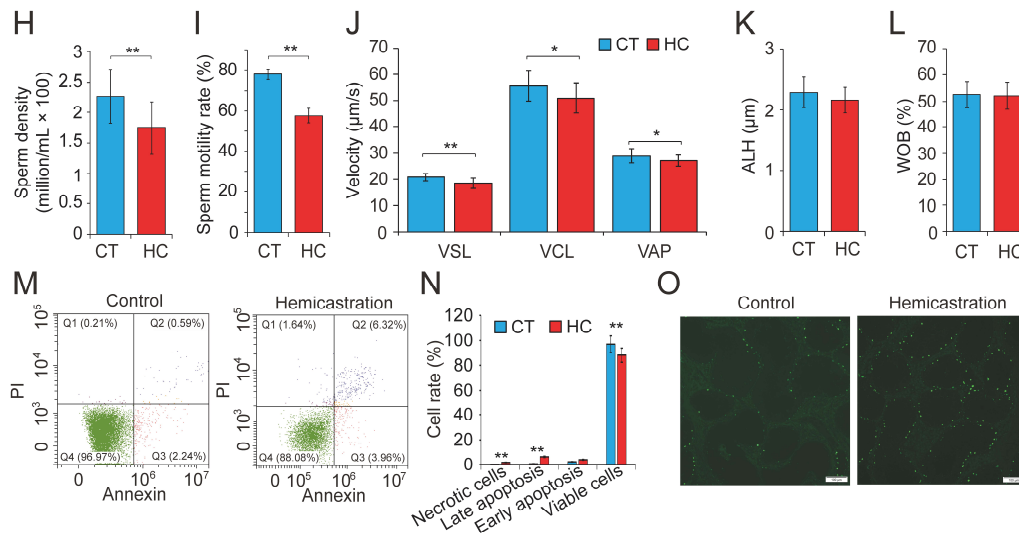 H
Sperm density
(million/mL × 100)
3
2.5
2
1.5
1
0.5
0
**
CT HC
I
Sperm motility rate (%)
80
60
40
20
0
**
CT HC
J
Velocity (μm/s)
70
60
50
40
30
20
10
0
CT HC
**
*
*
VSL VCL VAP
K
ALH (μm)
3
2
1
0
CT HC
L
WOB (%)
70
60
50
40
30
20
10
0
CT HC
M
Control
PI
10⁵
10⁴
10³
0
Q1 (0.21%) Q2 (0.59%)
Q4 (96.97%) Q3 (2.24%)
0 10⁵ 10⁶ 10⁷
Annexin
Hemicastration
PI
10⁵
10⁴
10³
0
Q1 (1.64%) Q2 (6.32%)
Q4 (88.08%) Q3 (3.96%)
0 10⁵ 10⁶ 10⁷
Annexin
N
Cell rate (%)
120
100
80
60
40
20
0
CT HC
**
**
**
Necrotic cells
Late apoptosis
Early apoptosis
Viable cells
O
Control
Hemicastration